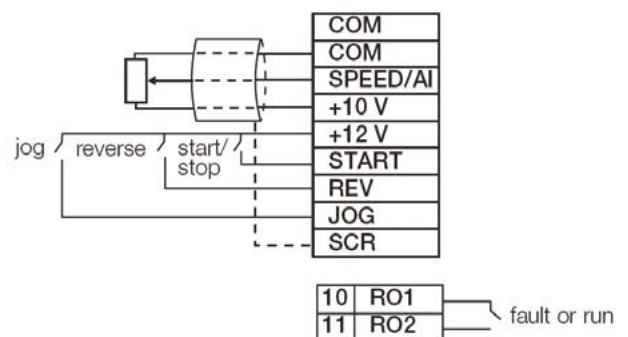 COM
COM
SPEED/AI
+10 V
+12 V
START
REV
JOG
SCR
jog
reverse
start/
stop
10 RO1
11 RO2
fault or run